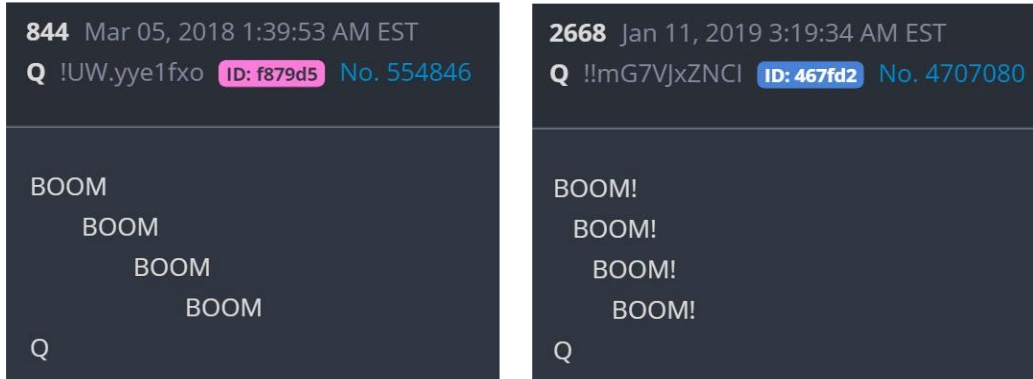 844 Mar 05, 2018 1:39:53 AM EST
Q !UW.yye1fxo ID: f879d5 No. 554846
BOOM
BOOM
BOOM
BOOM
Q
2668 Jan 11, 2019 3:19:34 AM EST
Q !!mG7VJxZNCI ID: 467fd2 No. 4707080
BOOM!
BOOM!
BOOM!
BOOM!
Q